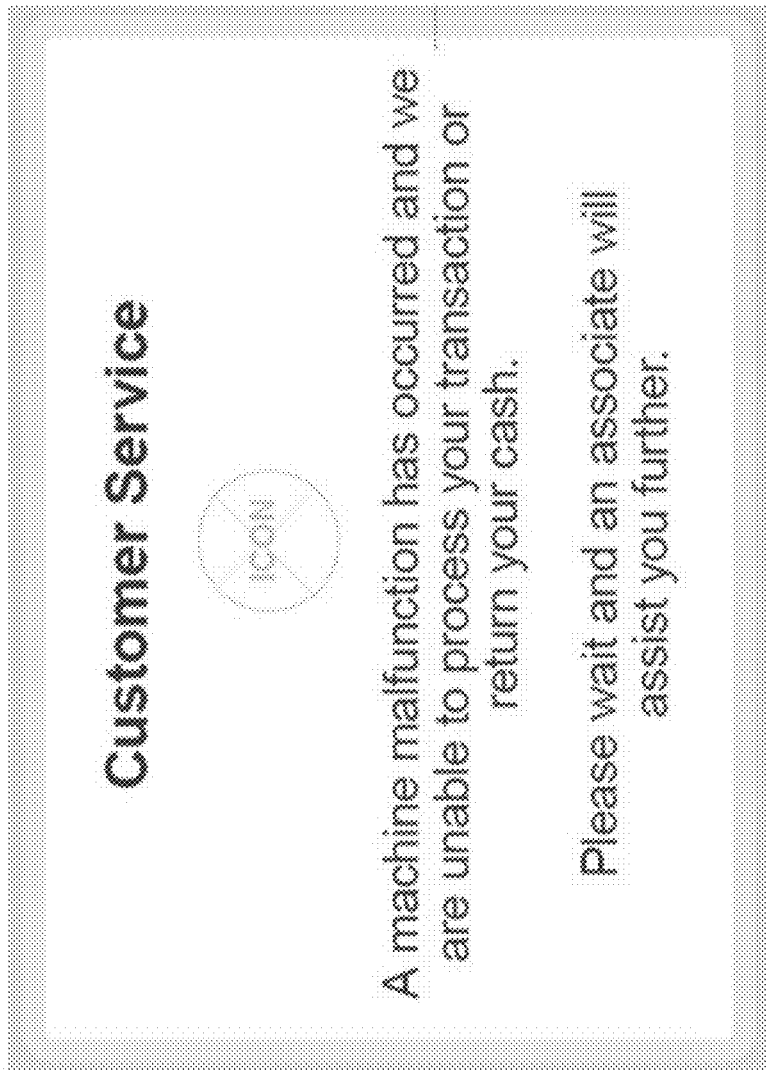 Customer Service
ICON
A machine malfunction has occurred and we
are unable to process your transaction or
return your cash.
Please wait and an associate will
assist you further.